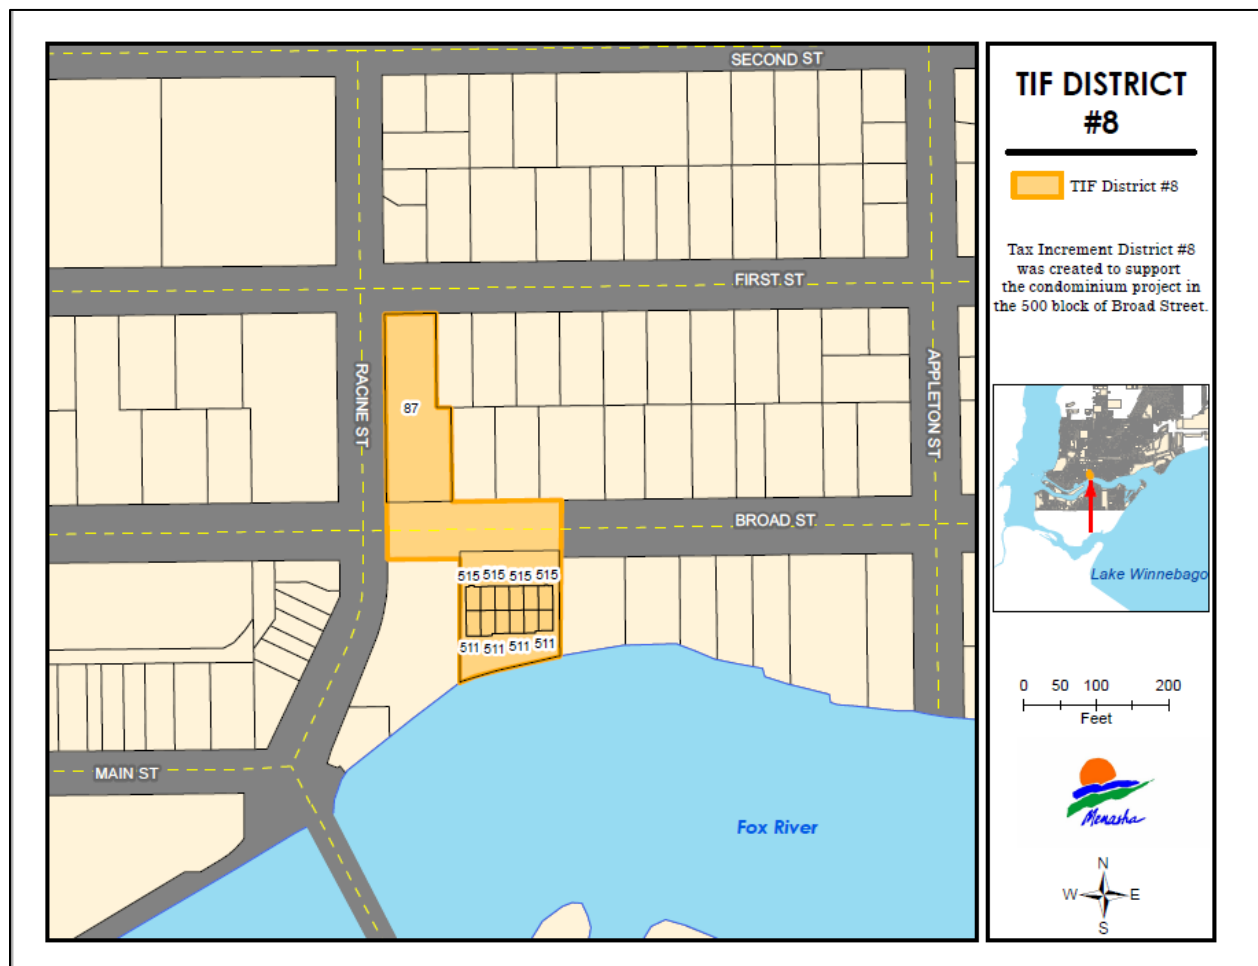 SECOND ST
FIRST ST
RACINE ST
APPLETON ST
87
BROAD ST
515 515 515 515
511 511 511 511
MAIN ST
Fox River
TIF DISTRICT
#8
TIF District #8
Tax Increment District #8
was created to support
the condominium project in
the 500 block of Broad Street.
Lake Winnebago
0 50 100 200
Feet
Menasha
N
W E
S